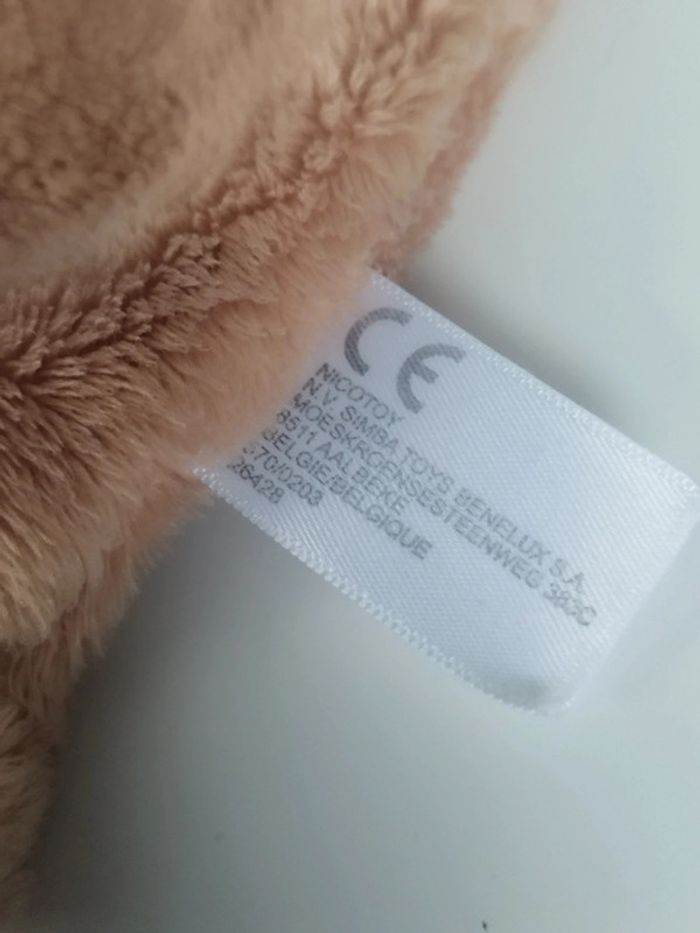 CE
NICOTOY
N.V. SIMBA TOYS BENELUX S.A.
MOESKROENSESTEENWEG 383C
8511 AALBEKE
BELGIE/BELGIQUE
570/0203
26428